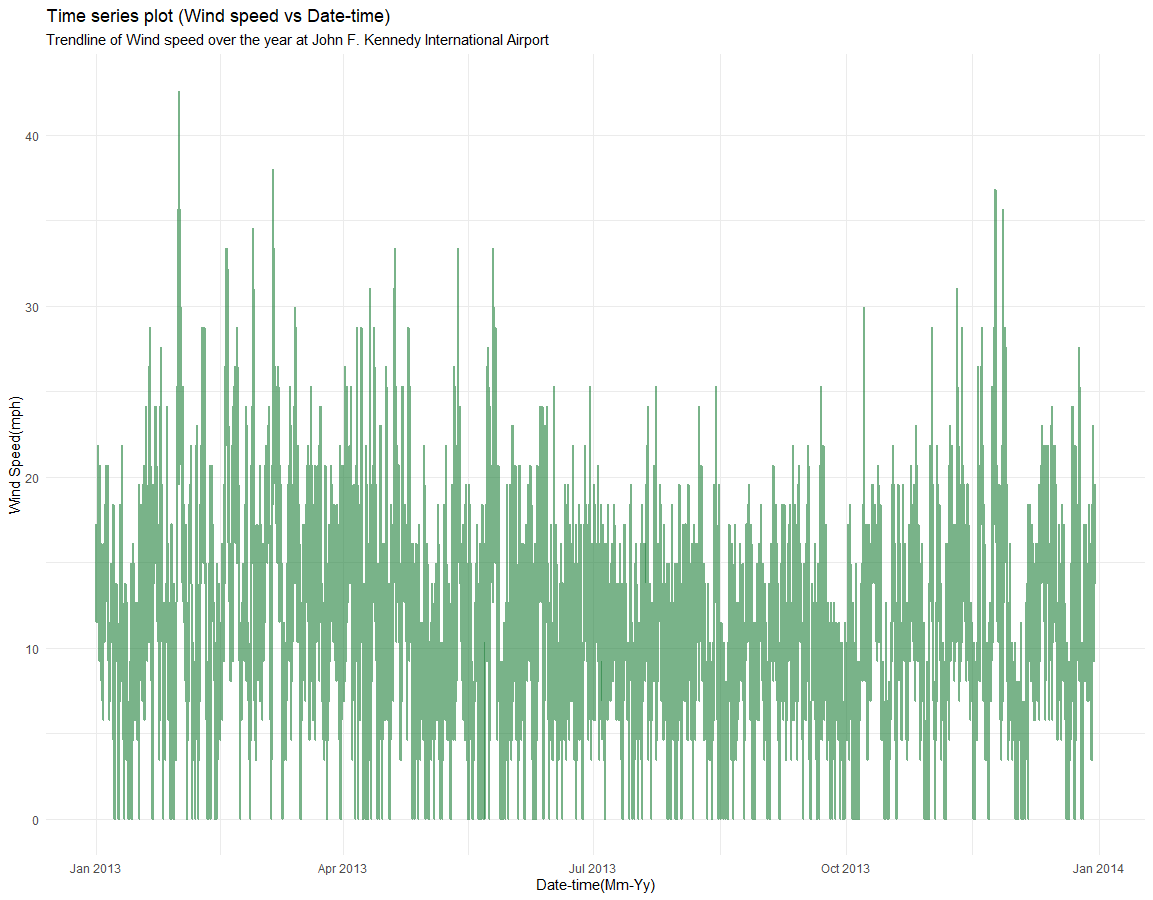 Time series plot (Wind speed vs Date-time)
Trendline of Wind speed over the year at John F. Kennedy International Airport
Wind Speed(mph)
40
30
20
10
0
Jan 2013 Apr 2013 Jul 2013 Oct 2013 Jan 2014
Date-time(Mm-Yy)